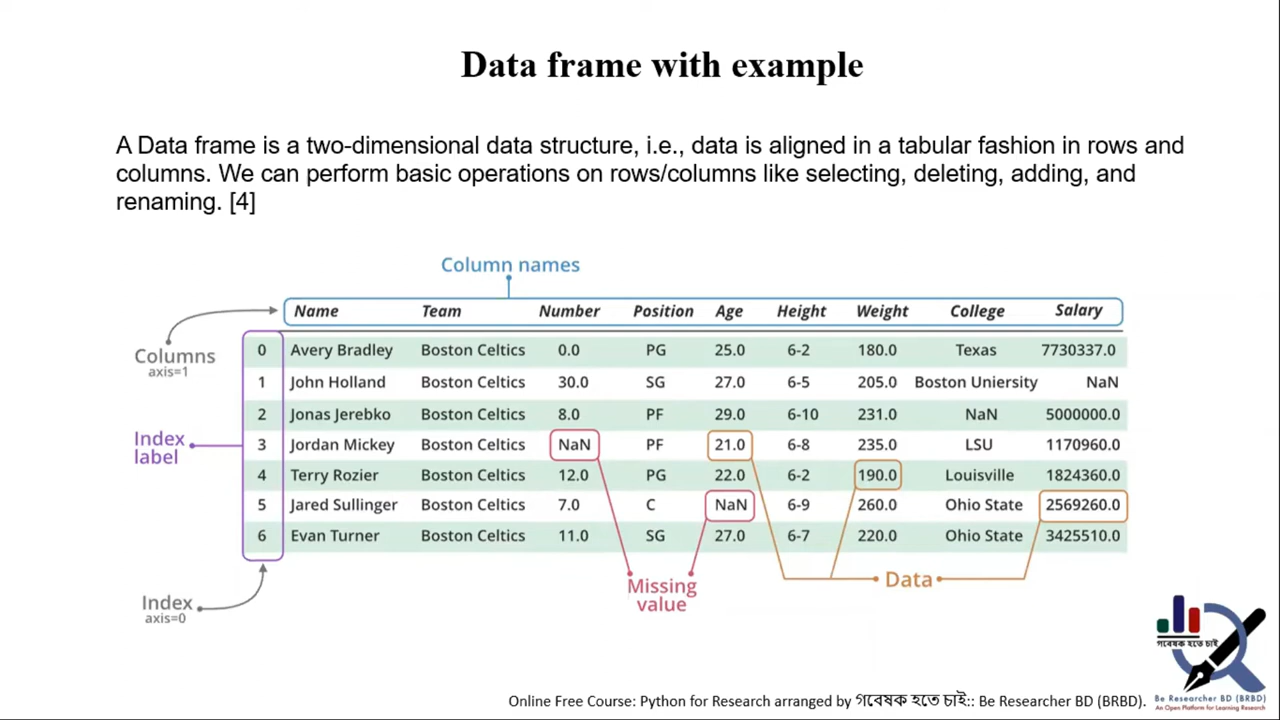 Data frame with example
A Data frame is a two-dimensional data structure, i.e., data is aligned in a tabular fashion in rows and
columns. We can perform basic operations on rows/columns like selecting, deleting, adding, and
renaming. [4]
Column names
Name Team Number Position Age Height Weight College Salary
Columns
axis=1
0 Avery Bradley Boston Celtics 0.0 PG 25.0 6-2 180.0 Texas 7730337.0
1 John Holland Boston Celtics 30.0 SG 27.0 6-5 205.0 Boston Uniersity NaN
2 Jonas Jerebko Boston Celtics 8.0 PF 29.0 6-10 231.0 NaN 5000000.0
Index
label
3 Jordan Mickey Boston Celtics NaN PF 21.0 6-8 235.0 LSU 1170960.0
4 Terry Rozier Boston Celtics 12.0 PG 22.0 6-2 190.0 Louisville 1824360.0
5 Jared Sullinger Boston Celtics 7.0 C NaN 6-9 260.0 Ohio State 2569260.0
6 Evan Turner Boston Celtics 11.0 SG 27.0 6-7 220.0 Ohio State 3425510.0
Missing
value
Data
Index
axis=0
গবেষক হতে চাই
Be Researcher BD (BRBD)
An Open Platform for Learning Research
Online Free Course: Python for Research arranged by গবেষক হতে চাই:: Be Researcher BD (BRBD).